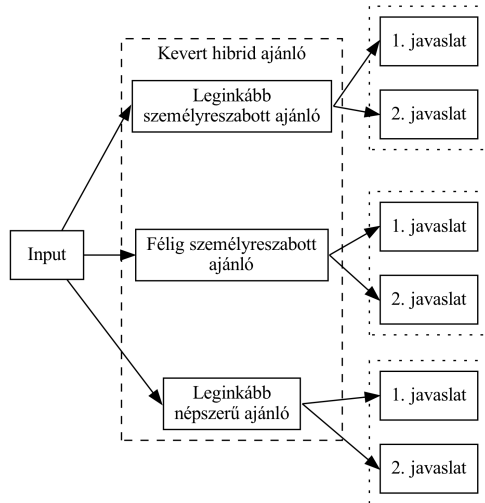 Kevert hibrid ajánló
Input
Leginkább
személyreszabott ajánló
1. javaslat
2. javaslat
Félig személyreszabott
ajánló
1. javaslat
2. javaslat
Leginkább
népszerű ajánló
1. javaslat
2. javaslat